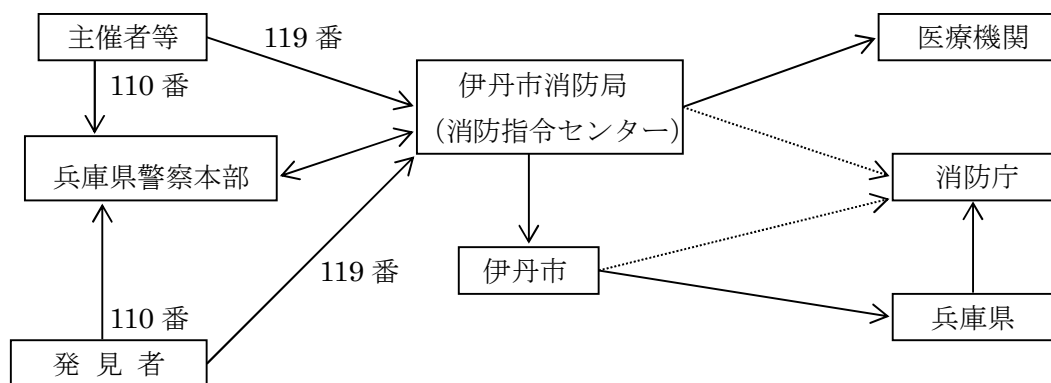 主催者等
119 番
医療機関
110 番
伊丹市消防局
（消防指令センター）
兵庫県警察本部
消防庁
伊丹市
119 番
110 番
兵庫県
発 見 者